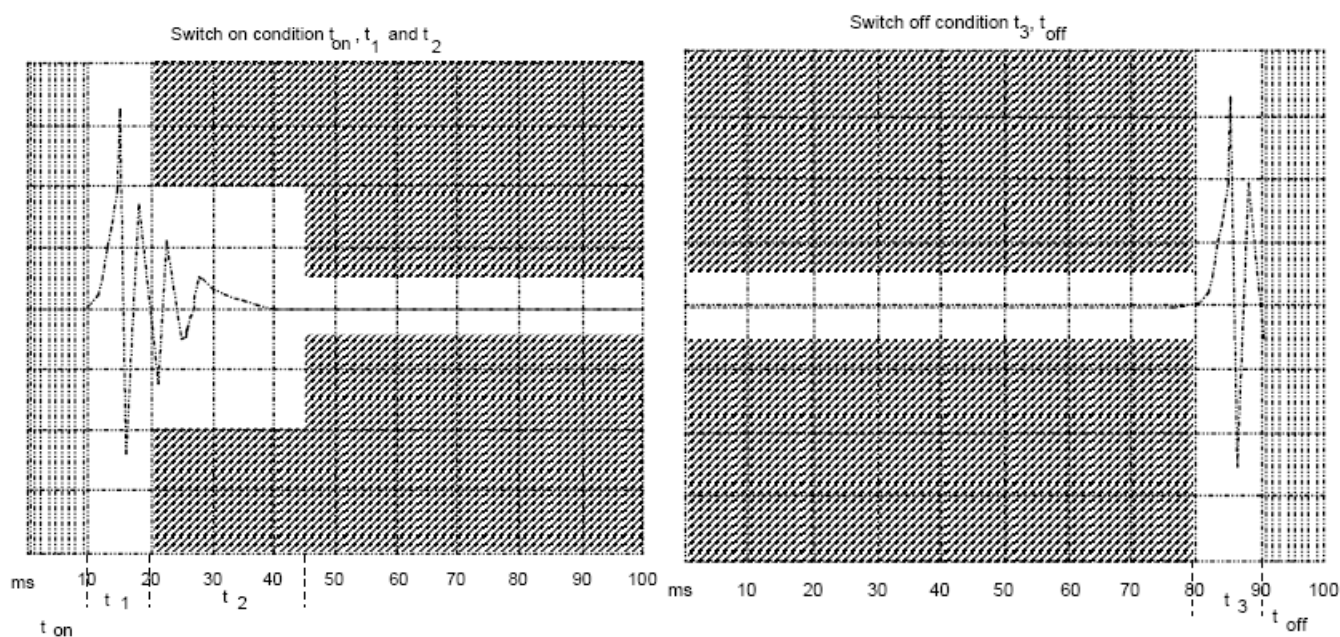 Switch on condition t on , t 1 and t 2
Switch off condition t 3, t off
ms 10 20 30 40 50 60 70 80 90 100
t 1 t 2
t on
ms 10 20 30 40 50 60 70 80 90 100
t 3 t off